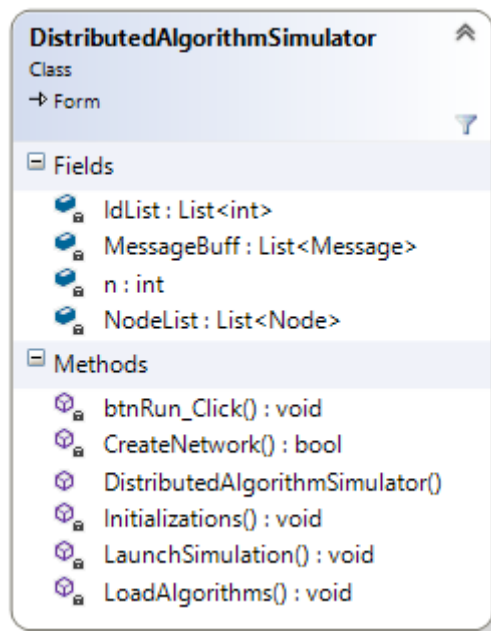 DistributedAlgorithmSimulator
Class
Form
Fields
IdList : List<int>
MessageBuff : List<Message>
n : int
NodeList : List<Node>
Methods
btnRun_Click() : void
CreateNetwork() : bool
DistributedAlgorithmSimulator()
Initializations() : void
LaunchSimulation() : void
LoadAlgorithms() : void